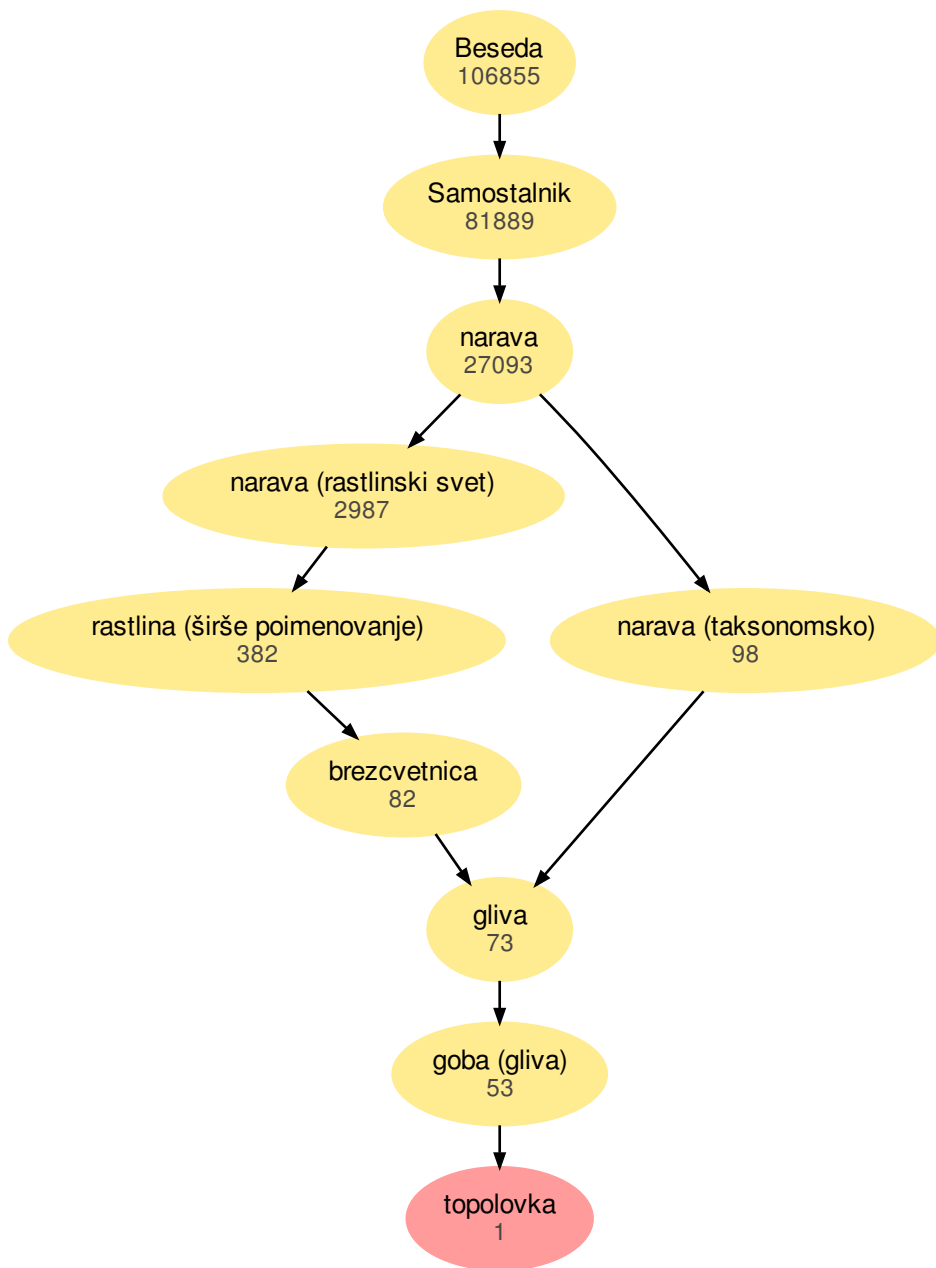 Beseda
106855
Samostalnik
81889
narava
27093
narava (rastlinski svet)
2987
rastlina (širše poimenovanje)
382
narava (taksonomsko)
98
brezcvetnica
82
gliva
73
goba (gliva)
53
topolovka
1